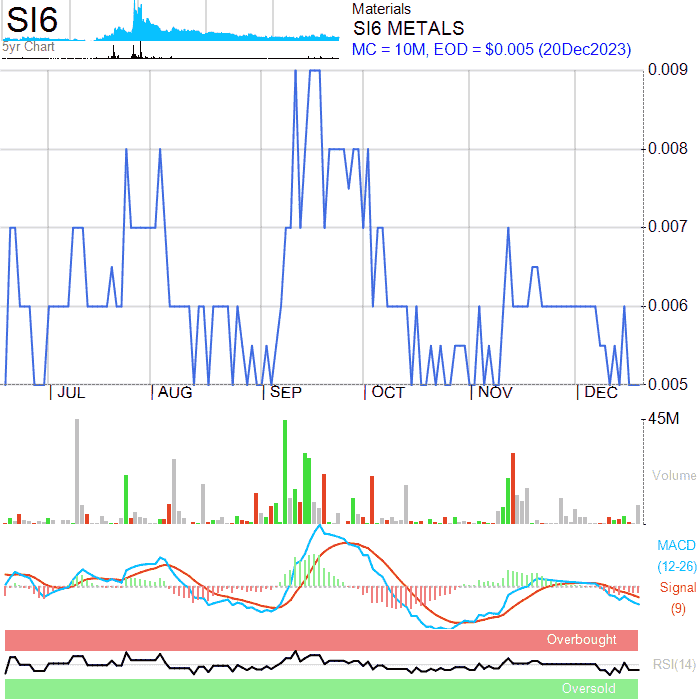 SI6
5yr Chart
Materials
SI6 METALS
MC = 10M, EOD = $0.005 (20Dec2023)
0.009
0.008
0.007
0.006
0.005
JUL AUG SEP OCT NOV DEC
45M
Volume
MACD
(12-26)
Signal
(9)
Overbought
RSI(14)
Oversold